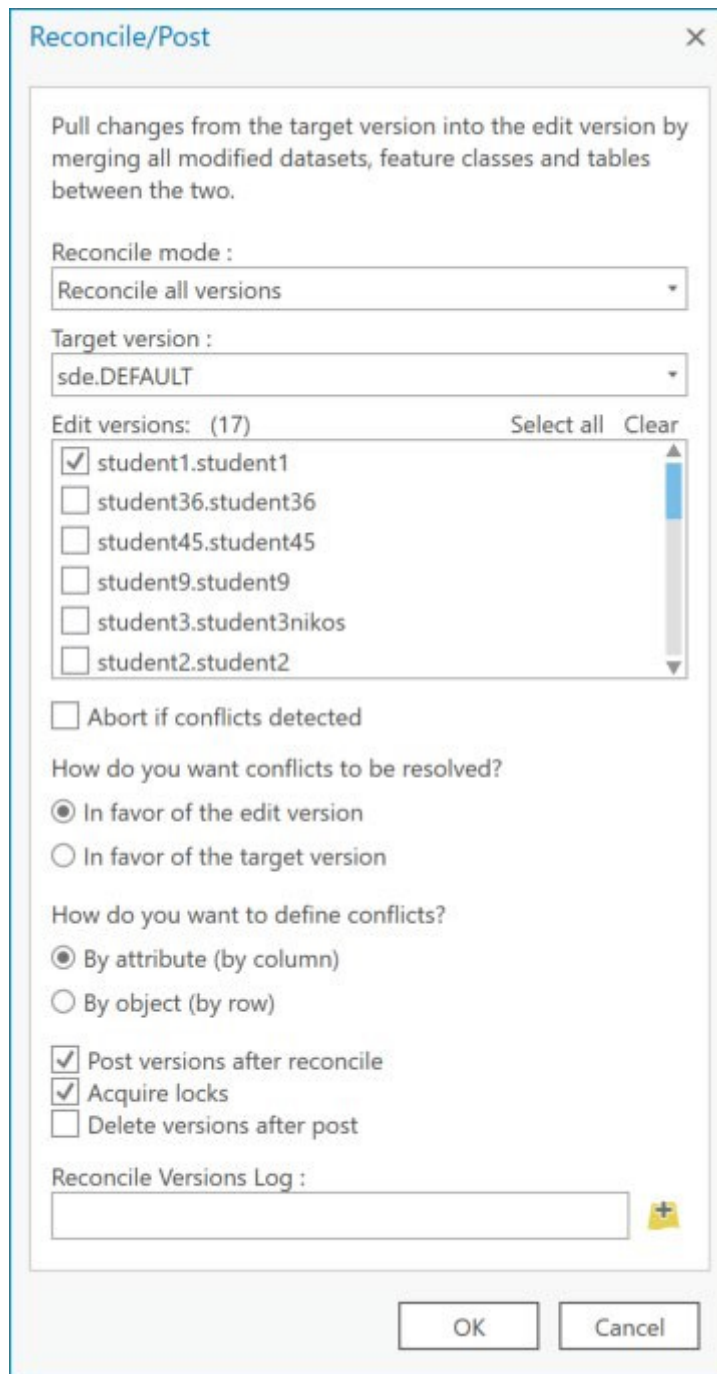 Reconcile/Post
Pull changes from the target version into the edit version by
merging all modified datasets, feature classes and tables
between the two.
Reconcile mode :
Reconcile all versions
Target version :
sde.DEFAULT
Edit versions: (17) Select all Clear
student1.student1
student36.student36
student45.student45
student9.student9
student3.student3nikos
student2.student2
Abort if conflicts detected
How do you want conflicts to be resolved?
In favor of the edit version
In favor of the target version
How do you want to define conflicts?
By attribute (by column)
By object (by row)
Post versions after reconcile
Acquire locks
Delete versions after post
Reconcile Versions Log :
OK Cancel